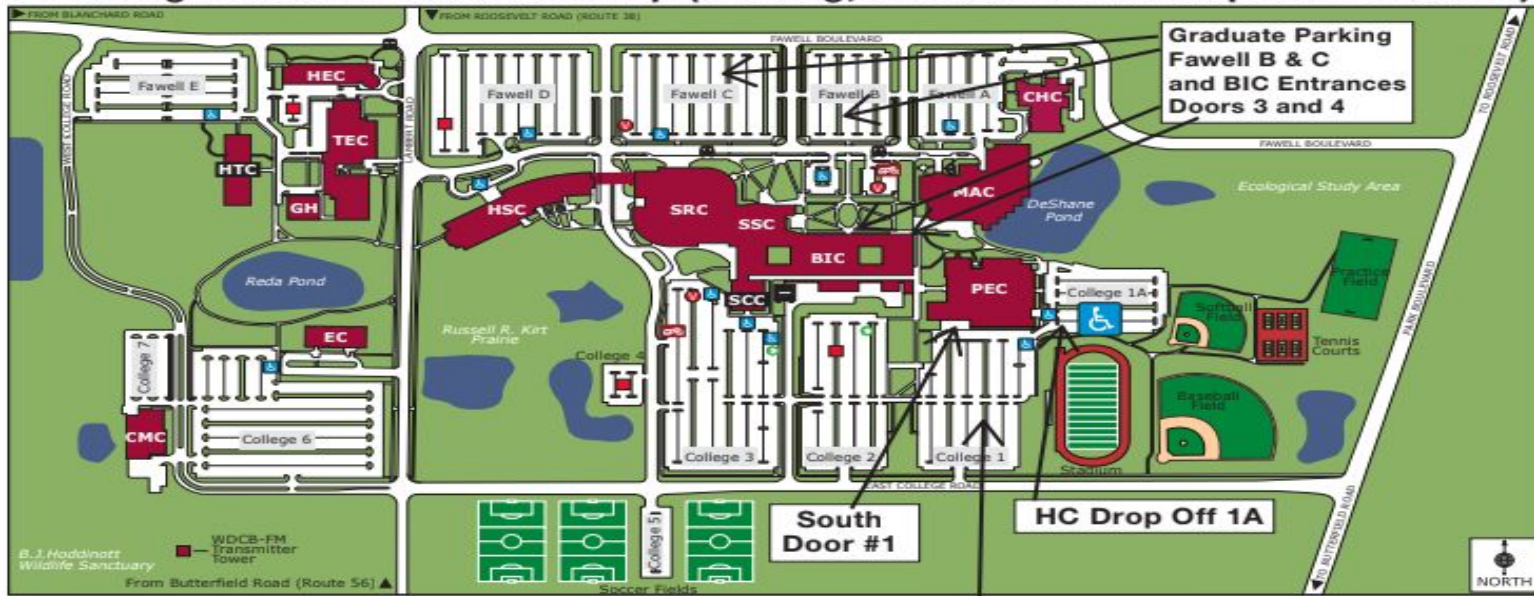 FROM BLANCHARD ROAD
FROM ROOSEVELT ROAD (ROUTE 38)
TO ROOSEVELT ROAD
FAWELL BOULEVARD
Graduate Parking
Fawell B & C
and BIC Entrances
Doors 3 and 4
WEST COLLEGE ROAD
LAMBERT ROAD
Fawell E
HEC
Fawell D
Fawell C
Fawell B
Fawell A
CHC
TEC
HTC
GH
FAWELL BOULEVARD
Ecological Study Area
MAC
DeShane
Pond
HSC
SRC
SSC
BIC
PEC
SCC
College 1A
Practice
Field
PARK BOULEVARD
Reda Pond
Softball
Field
Tennis
Courts
EC
Russell R. Kirt
Prairie
College 4
College 7
Baseball
Field
CMC
College 6
College 3
College 2
College 1
Stadium
EAST COLLEGE ROAD
South
Door #1
HC Drop Off 1A
College 5
WDCB-FM
Transmitter
Tower
B.J.Hoddinott
Wildlife Sanctuary
From Butterfield Road (Route 56)
Soccer Fields
TO BUTTERFIELD ROAD
NORTH